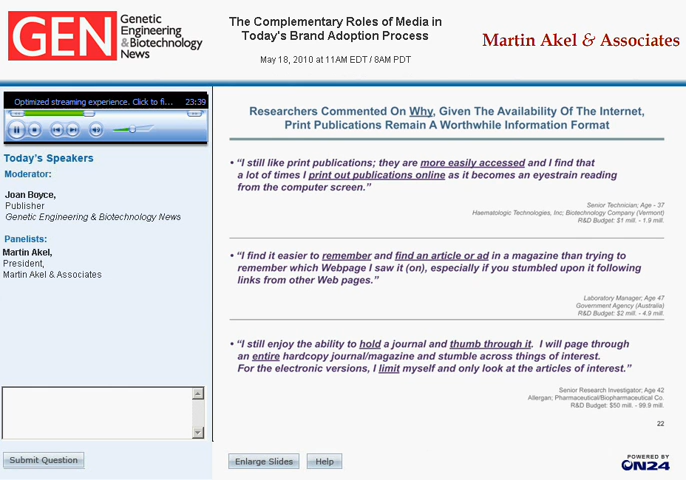 GEN Genetic
Engineering
&Biotechnology
News
The Complementary Roles of Media in
Today's Brand Adoption Process
May 18, 2010 at 11AM EDT / 8AM PDT
Martin Akel & Associates
Optimized streaming experience. Click to fi... 23:39
Today's Speakers
Moderator:
Joan Boyce,
Publisher
Genetic Engineering & Biotechnology News
Panelists:
Martin Akel,
President,
Martin Akel & Associates
Submit Question
Researchers Commented On Why, Given The Availability Of The Internet,
Print Publications Remain A Worthwhile Information Format
• “I still like print publications; they are more easily accessed and I find that
a lot of times I print out publications online as it becomes an eyestrain reading
from the computer screen.”
Senior Technician; Age - 37
Haematologic Technologies, Inc; Biotechnology Company (Vermont)
R&D Budget: $1 mill. - 1.9 mill.
• “I find it easier to remember and find an article or ad in a magazine than trying to
remember which Webpage I saw it (on), especially if you stumbled upon it following
links from other Web pages.”
Laboratory Manager; Age 47
Government Agency (Australia)
R&D Budget: $2 mill. - 4.9 mill.
• “I still enjoy the ability to hold a journal and thumb through it. I will page through
an entire hardcopy journal/magazine and stumble across things of interest.
For the electronic versions, I limit myself and only look at the articles of interest.”
Senior Research Investigator; Age 42
Allergan; Pharmaceutical/Biopharmaceutical Co.
R&D Budget: $50 mill. - 99.9 mill.
22
Enlarge Slides Help
POWERED BY
ON24